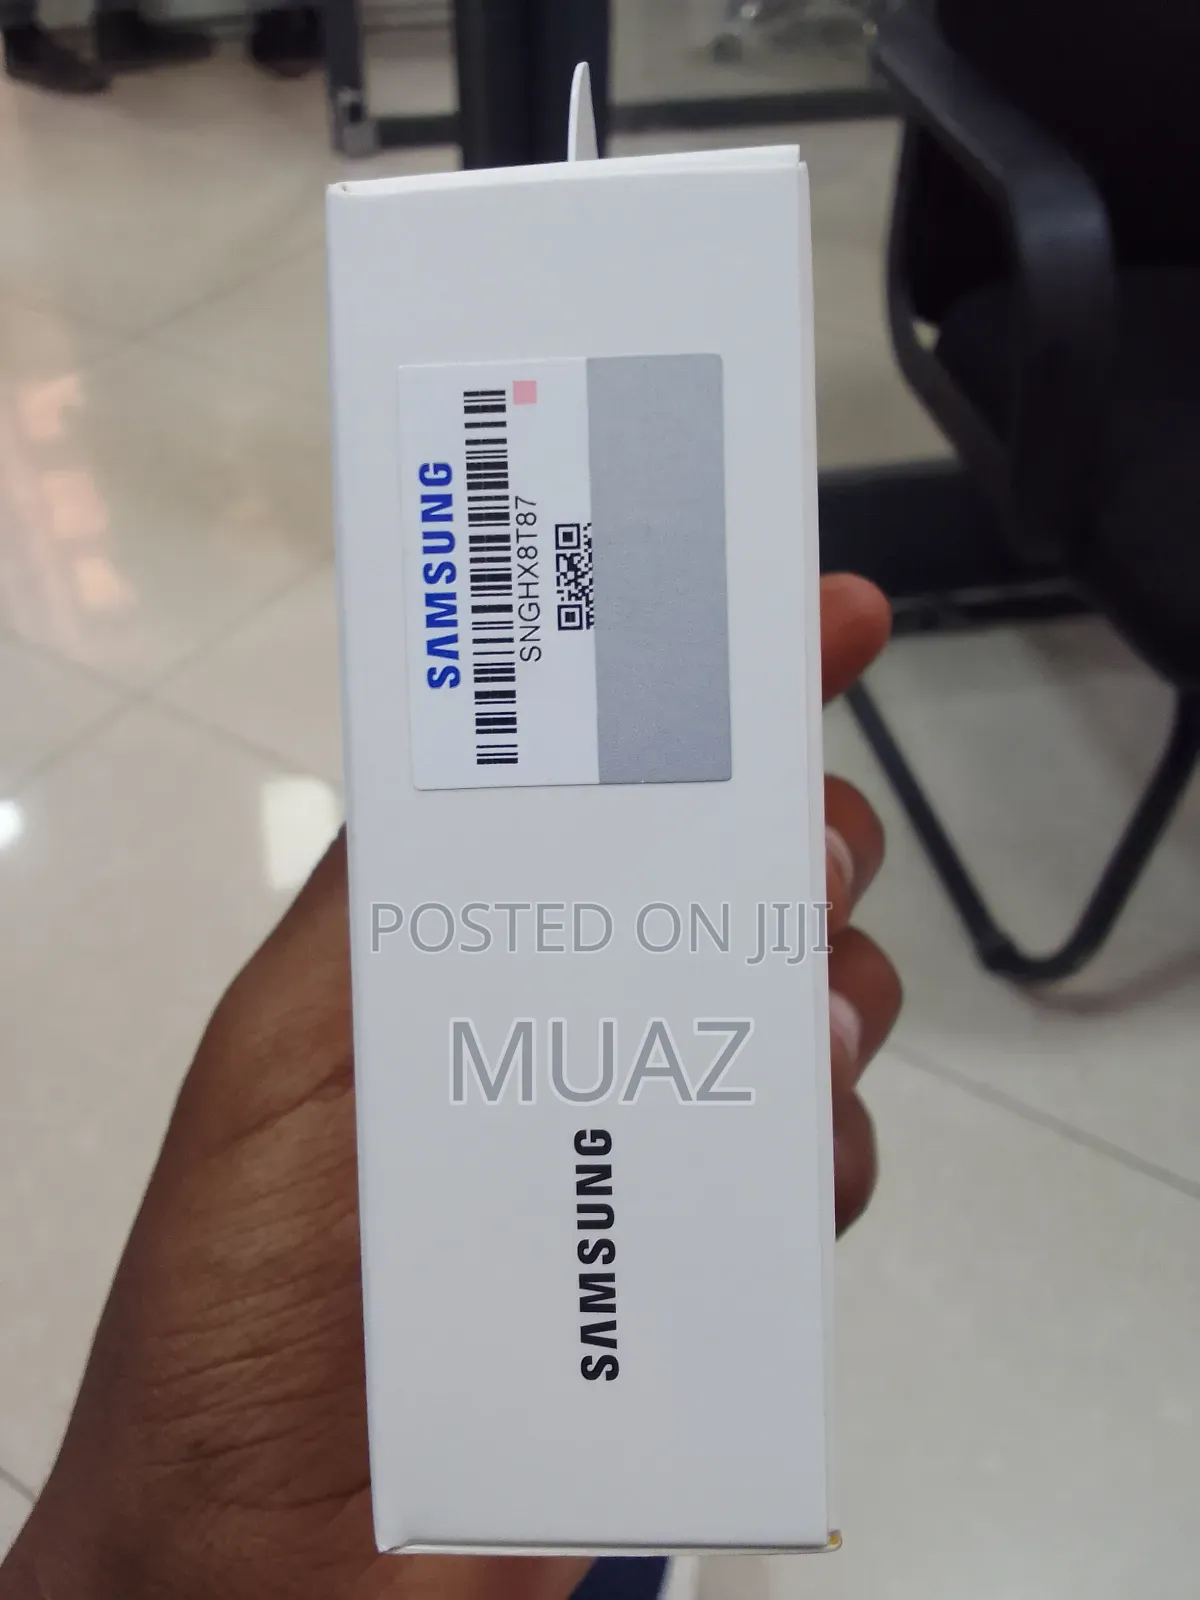 SAMSUNG
SNGHX8T87
POSTED ON JIJI
MUAZ
SAMSUNG